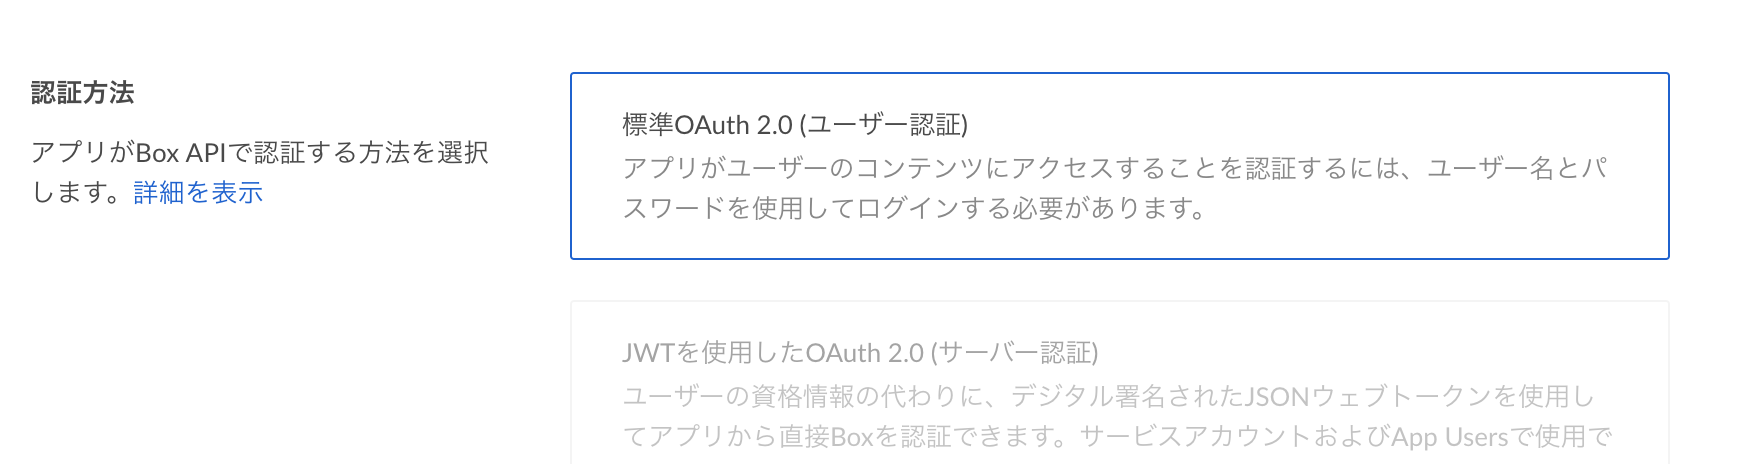 認証方法
アプリがBox APIで認証する方法を選択
します。詳細を表示
標準OAuth 2.0 (ユーザー認証)
アプリがユーザーのコンテンツにアクセスすることを認証するには、ユーザー名とパ
スワードを使用してログインする必要があります。
JWTを使用したOAuth 2.0 (サーバー認証)
ユーザーの資格情報の代わりに、デジタル署名されたJSONウェブトークンを使用し
てアプリから直接Boxを認証できます。サービスアカウントおよびApp Usersで使用で